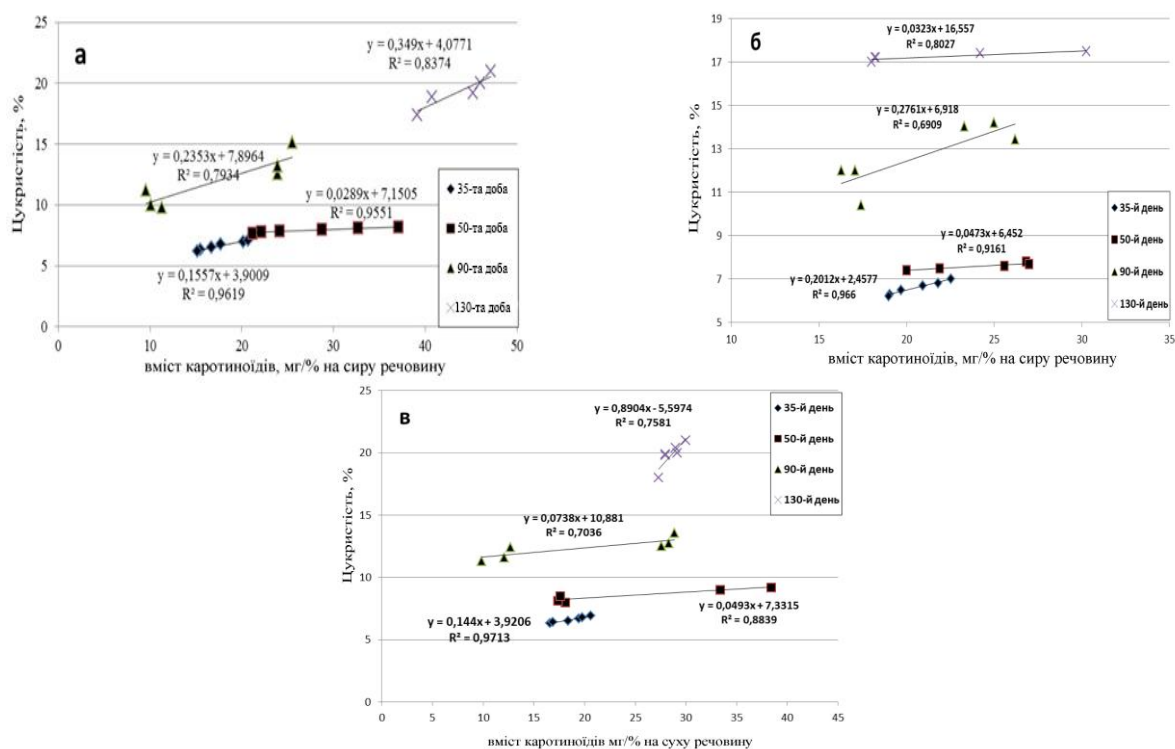 а
25
20
15
10
5
0
0 10 20 30 40 50
Цукристість, %
вміст каротиноїдів, мг/% на сиру речовину
y = 0,349x + 4,0771
R² = 0,8374
y = 0,2353x + 7,8964
R² = 0,7934
y = 0,0289x + 7,1505
R² = 0,9551
y = 0,1557x + 3,9009
R² = 0,9619
35-та доба
50-та доба
90-та доба
130-та доба
б
19
17
15
13
11
9
7
5
10 15 20 25 30 35
Цукристість, %
вміст каротиноїдів, мг/% на сиру речовину
y = 0,0323x + 16,557
R² = 0,8027
y = 0,2761x + 6,918
R² = 0,6909
y = 0,0473x + 6,452
R² = 0,9161
y = 0,2012x + 2,4577
R² = 0,966
35-й день
50-й день
90-й день
130-й день
в
25
20
15
10
5
0
0 5 10 15 20 25 30 35 40 45
Цукристість, %
вміст каротиноїдів мг/% на суху речовину
y = 0,8904x - 5,5974
R² = 0,7581
y = 0,0738x + 10,881
R² = 0,7036
y = 0,0493x + 7,3315
R² = 0,8839
y = 0,144x + 3,9206
R² = 0,9713
35-й день
50-й день
90-й день
130-й день